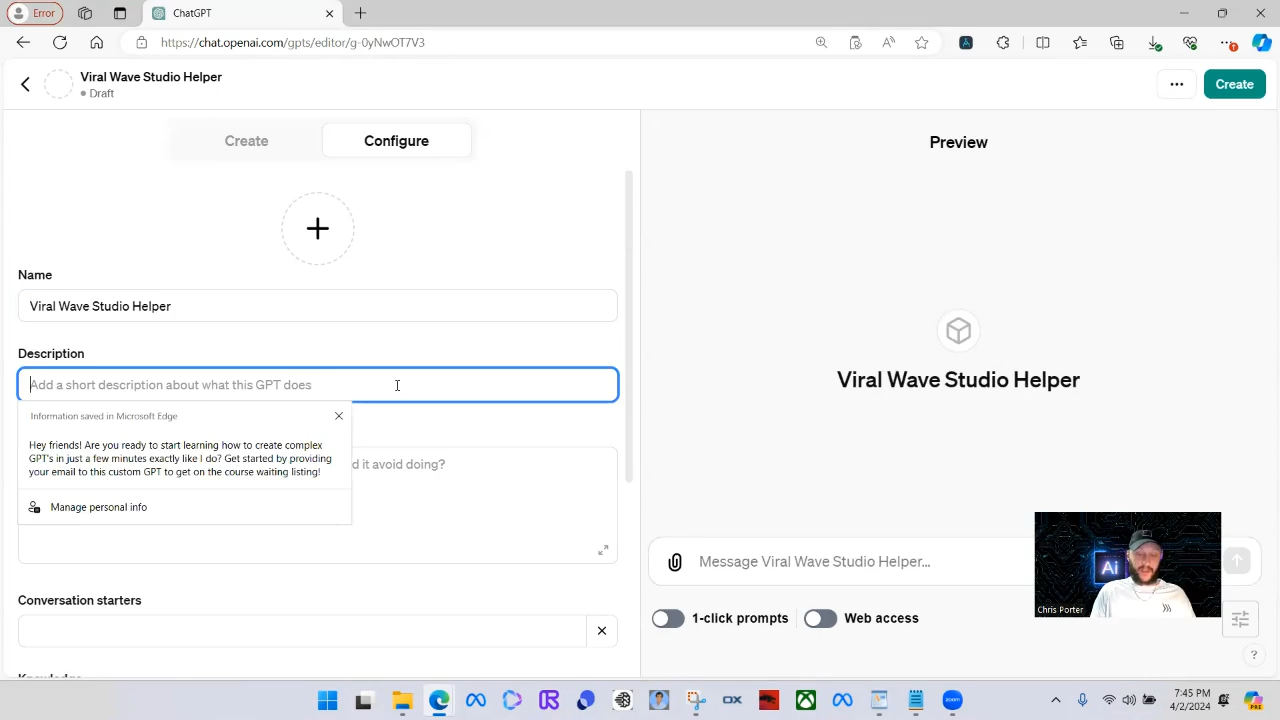 Error
ChatGPT
https://chat.openai.com/gpts/editor/g-0yNwOT7V3
Viral Wave Studio Helper
Draft
Create
Create
Configure
Preview
Name
Viral Wave Studio Helper
Description
Add a short description about what this GPT does
Information saved in Microsoft Edge
Hey friends! Are you ready to start learning how to create complex
GPT's in just a few minutes exactly like I do? Get started by providing
your email to this custom GPT to get on the course waiting listing!
Manage personal info
d it avoid doing?
Viral Wave Studio Helper
Message Viral Wave Studio Helper...
1-click prompts
Web access
Ai
Chris Porter
?
Conversation starters
7:45 PM
4/2/2024